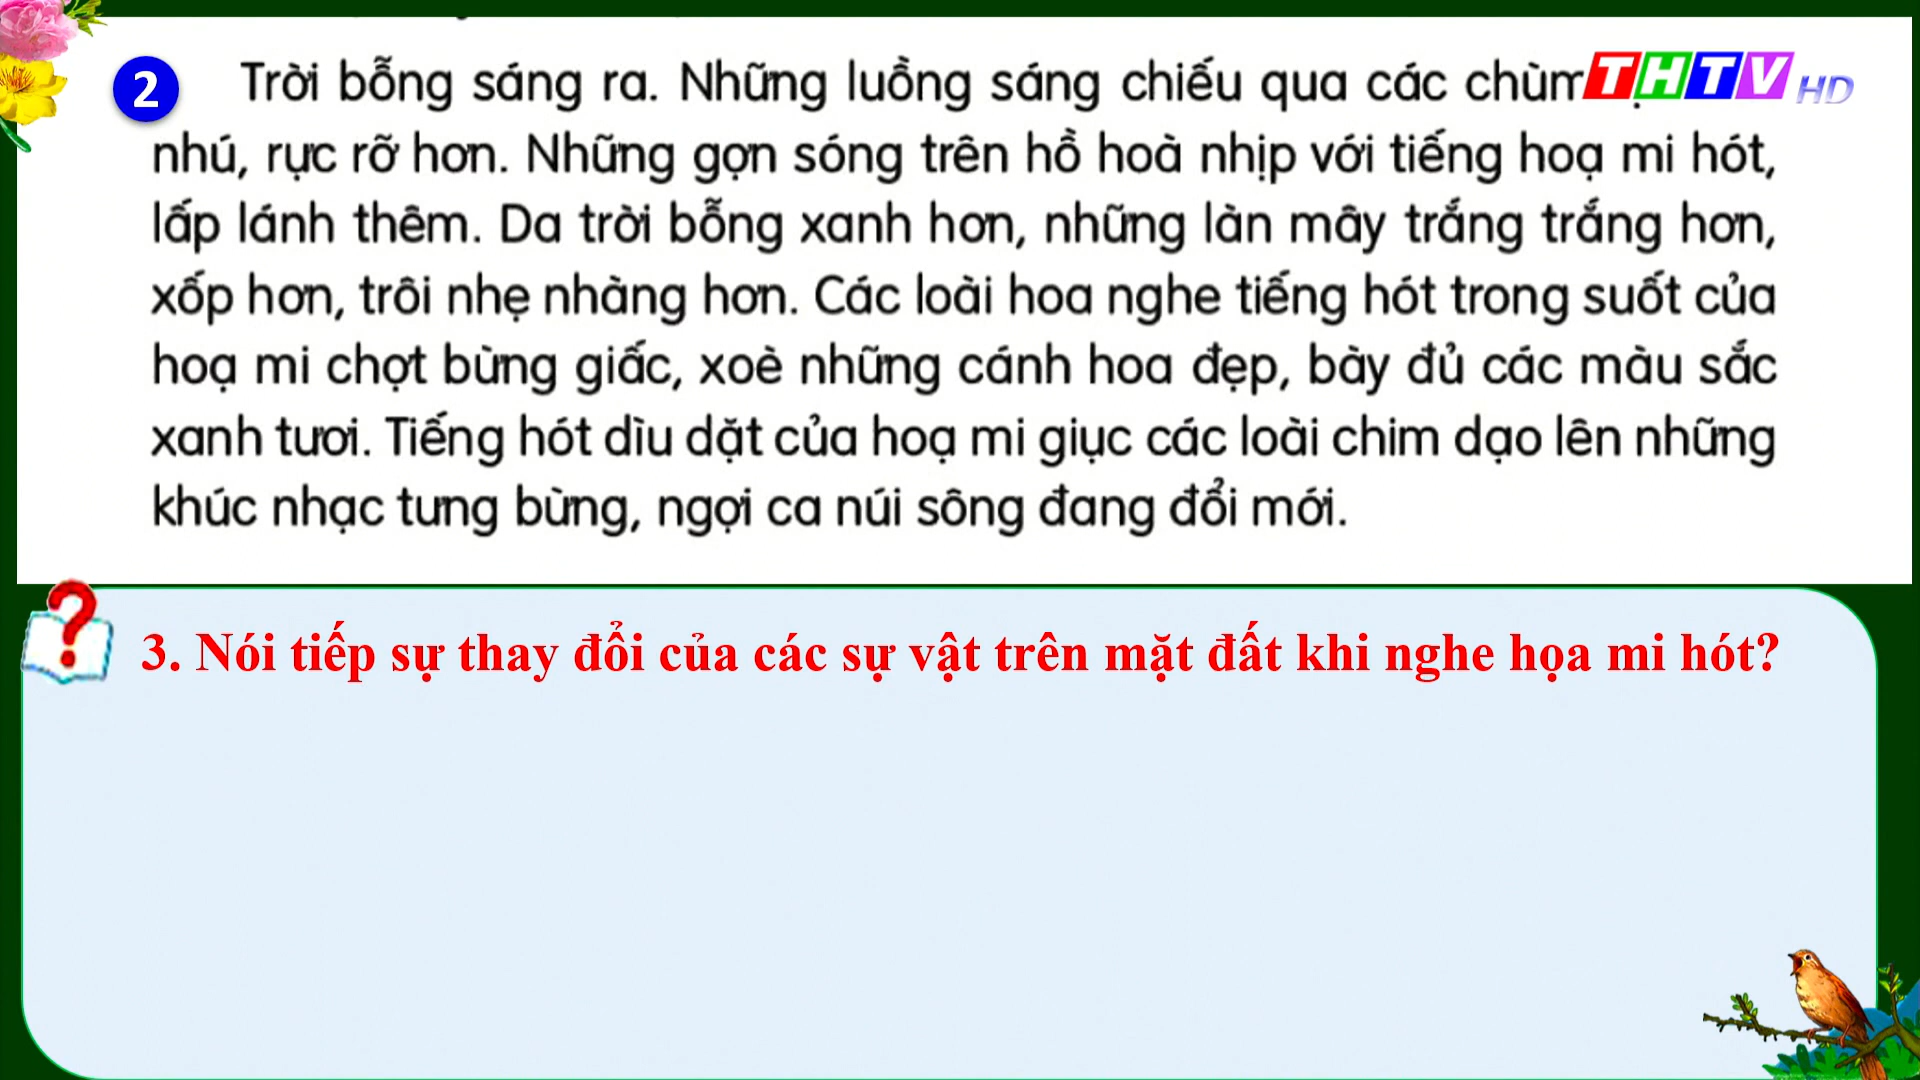 2
Trời bỗng sáng ra. Những luồng sáng chiếu qua các chùm
THTV HD
nhú, rực rỡ hơn. Những gợn sóng trên hồ hoà nhịp với tiếng hoạ mi hót,
lấp lánh thêm. Da trời bỗng xanh hơn, những làn mây trắng trắng hơn,
xốp hơn, trôi nhẹ nhàng hơn. Các loài hoa nghe tiếng hót trong suốt của
hoạ mi chợt bừng giấc, xoè những cánh hoa đẹp, bày đủ các màu sắc
xanh tươi. Tiếng hót dìu dặt của hoạ mi giục các loài chim dạo lên những
khúc nhạc tưng bừng, ngợi ca núi sông đang đổi mới.
3. Nói tiếp sự thay đổi của các sự vật trên mặt đất khi nghe họa mi hót?